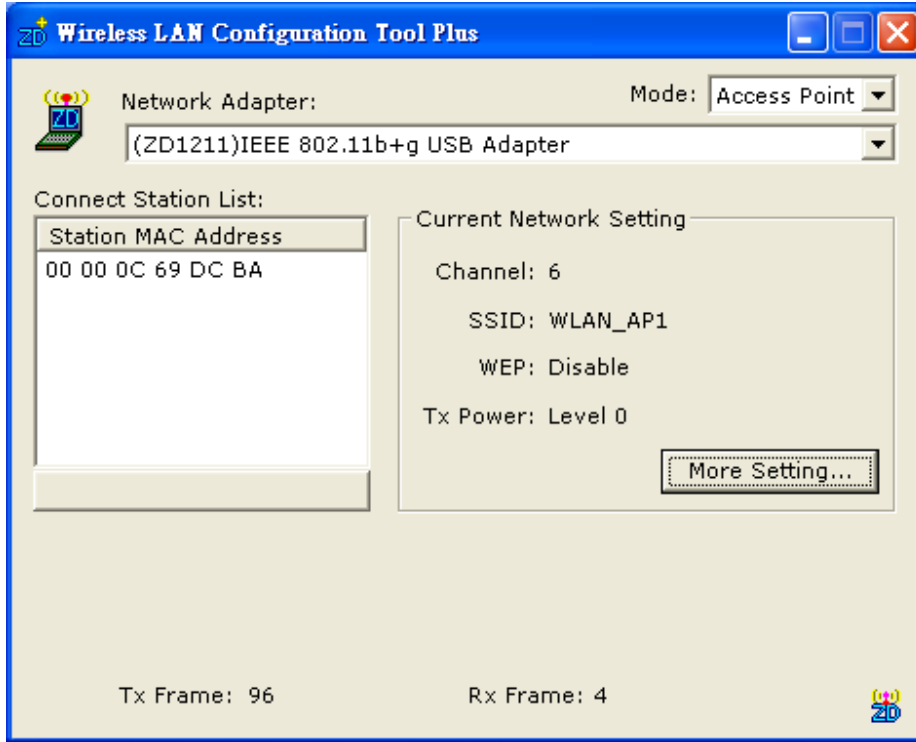 ZD Wireless LAN Configuration Tool Plus
ZD
Network Adapter:
Mode: Access Point
(ZD1211)IEEE 802.11b+g USB Adapter
Connect Station List:
Station MAC Address
00 00 0C 69 DC BA
Current Network Setting
Channel: 6
SSID: WLAN_AP1
WEP: Disable
Tx Power: Level 0
More Setting...
Tx Frame: 96
Rx Frame: 4
ZD